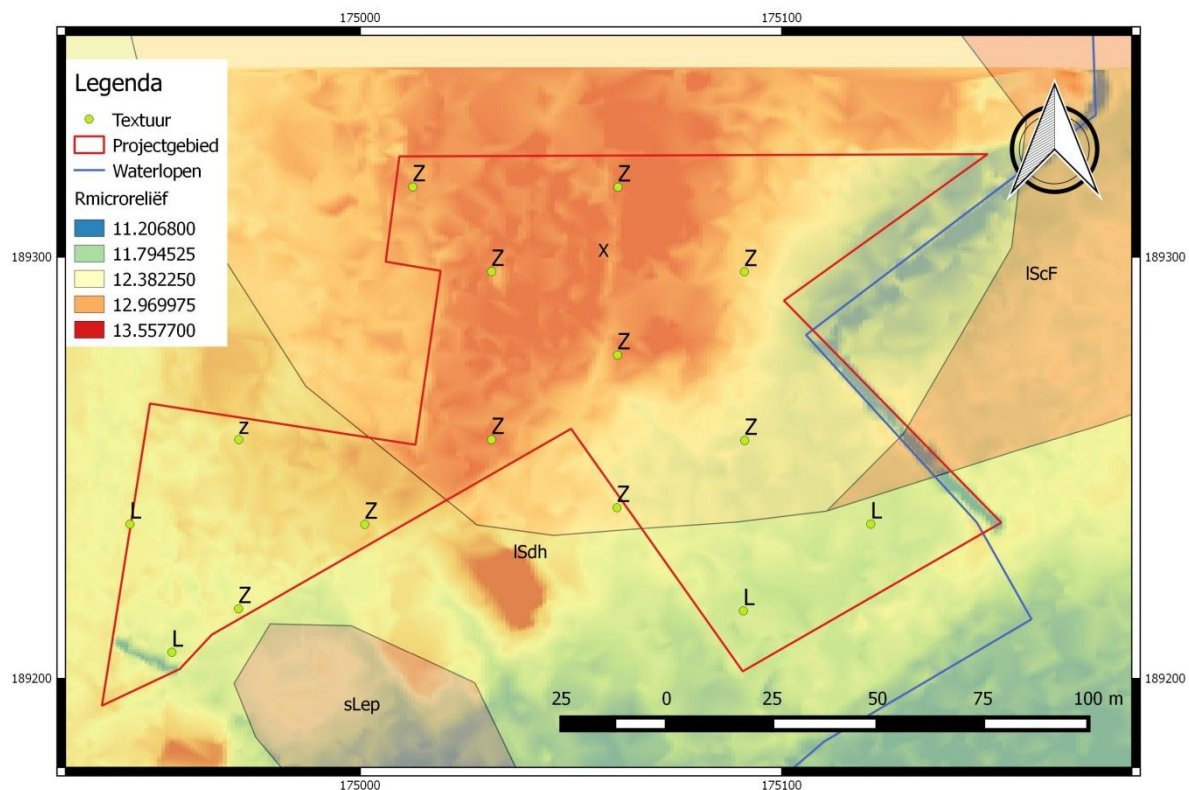 175000 175100
Legenda
Textuur
Projectgebied
Waterlopen
Rmicroreliëf
11.206800
11.794525
12.382250
12.969975
13.557700
Z Z
189300 X 189300
Z Z
lScF
Z
z Z Z
Z
L Z L
lSdh
Z L
L
189200 189200
25 0 25 50 75 100 m
sLep
175000 175100